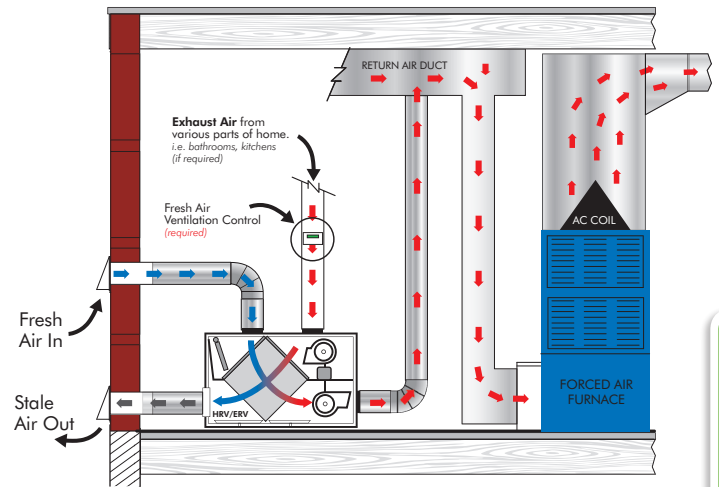 RETURN AIR DUCT
Exhaust Air from
various parts of home.
i.e. bathrooms, kitchens
(if required)
Fresh Air
Ventilation Control
(required)
AC COIL
Fresh
Air In
Stale
Air Out
HRV/ERV
FORCED AIR
FURNACE